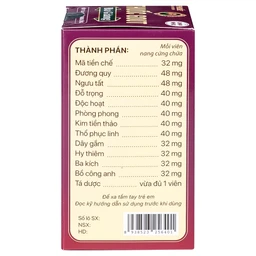 THÀNH PHẦN: Mỗi viên
nang cứng chứa
Mã tiền chế 32 mg
Đương quy 48 mg
Ngưu tất 48 mg
Đỗ trọng 40 mg
Độc hoạt 40 mg
Phòng phong 40 mg
Kim tiền thảo 40 mg
Thổ phục linh 40 mg
Dây gắm 32 mg
Hy thiêm 32 mg
Ba kích 32 mg
Bồ công anh 32 mg
Tá dược vừa đủ 1 viên
Để xa tầm tay trẻ em
Đọc kỹ hướng dẫn sử dụng trước khi dùng
Số lô SX:
NSX:
HD: